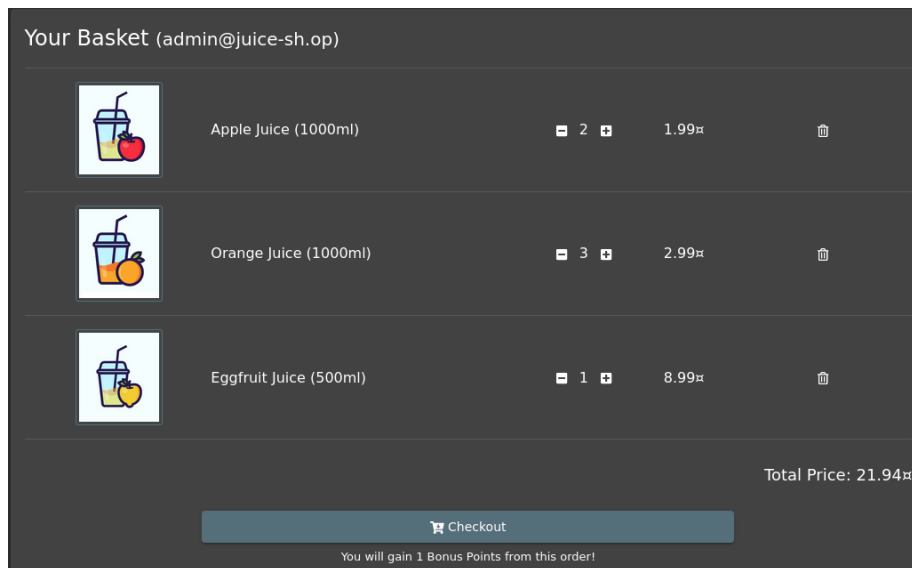 Your Basket (admin@juice-sh.op)
Apple Juice (1000ml) 2 1.99¤
Orange Juice (1000ml) 3 2.99¤
Eggfruit Juice (500ml) 1 8.99¤
Total Price: 21.94¤
Checkout
You will gain 1 Bonus Points from this order!